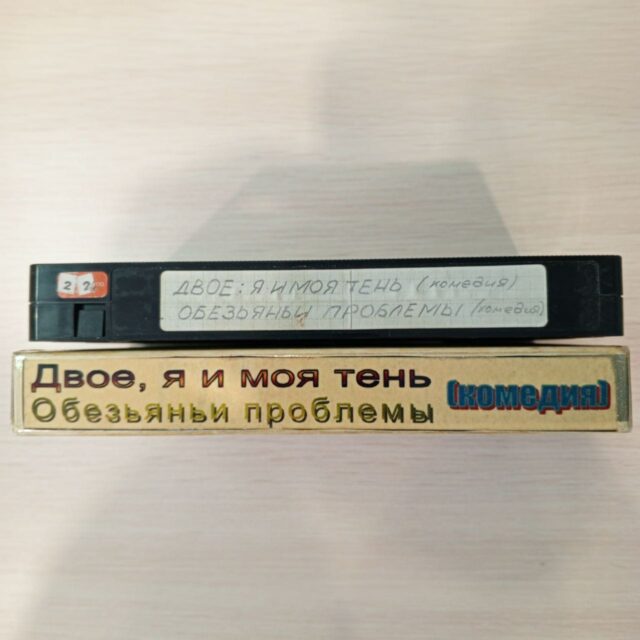 ДВОЕ: Я И МОЯ ТЕНЬ (комедия)
ОБЕЗЬЯНЬИ ПРОБЛЕМЫ (комедия)
Двое, я и моя тень
Обезьяньи проблемы
(комедия)